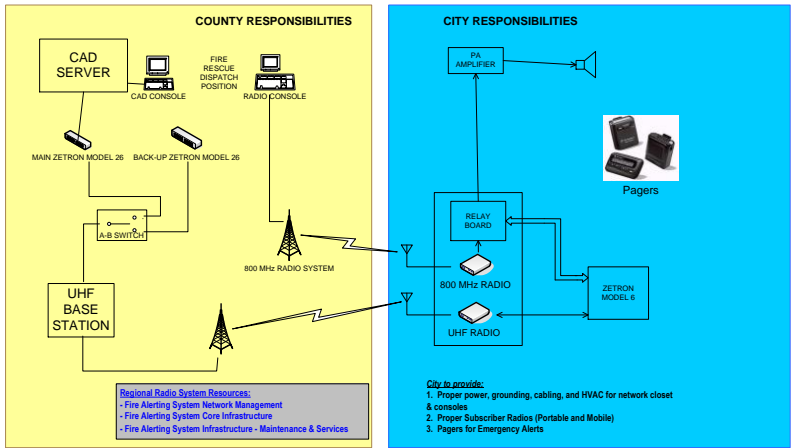 COUNTY RESPONSIBILITIES
CAD
SERVER
CAD CONSOLE
FIRE
RESCUE
DISPATCH
POSITION
RADIO CONSOLE
MAIN ZETRON MODEL 26
BACK-UP ZETRON MODEL 26
A-B SWITCH
800 MHz RADIO SYSTEM
UHF
BASE
STATION
Regional Radio System Resources:
- Fire Alerting System Network Management
- Fire Alerting System Core Infrastructure
- Fire Alerting System Infrastructure - Maintenance & Services
CITY RESPONSIBILITIES
PA
AMPLIFIER
Pagers
RELAY
BOARD
800 MHz RADIO
UHF RADIO
ZETRON
MODEL 6
City to provide:
1. Proper power, grounding, cabling, and HVAC for network closet
& consoles
2. Proper Subscriber Radios (Portable and Mobile)
3. Pagers for Emergency Alerts